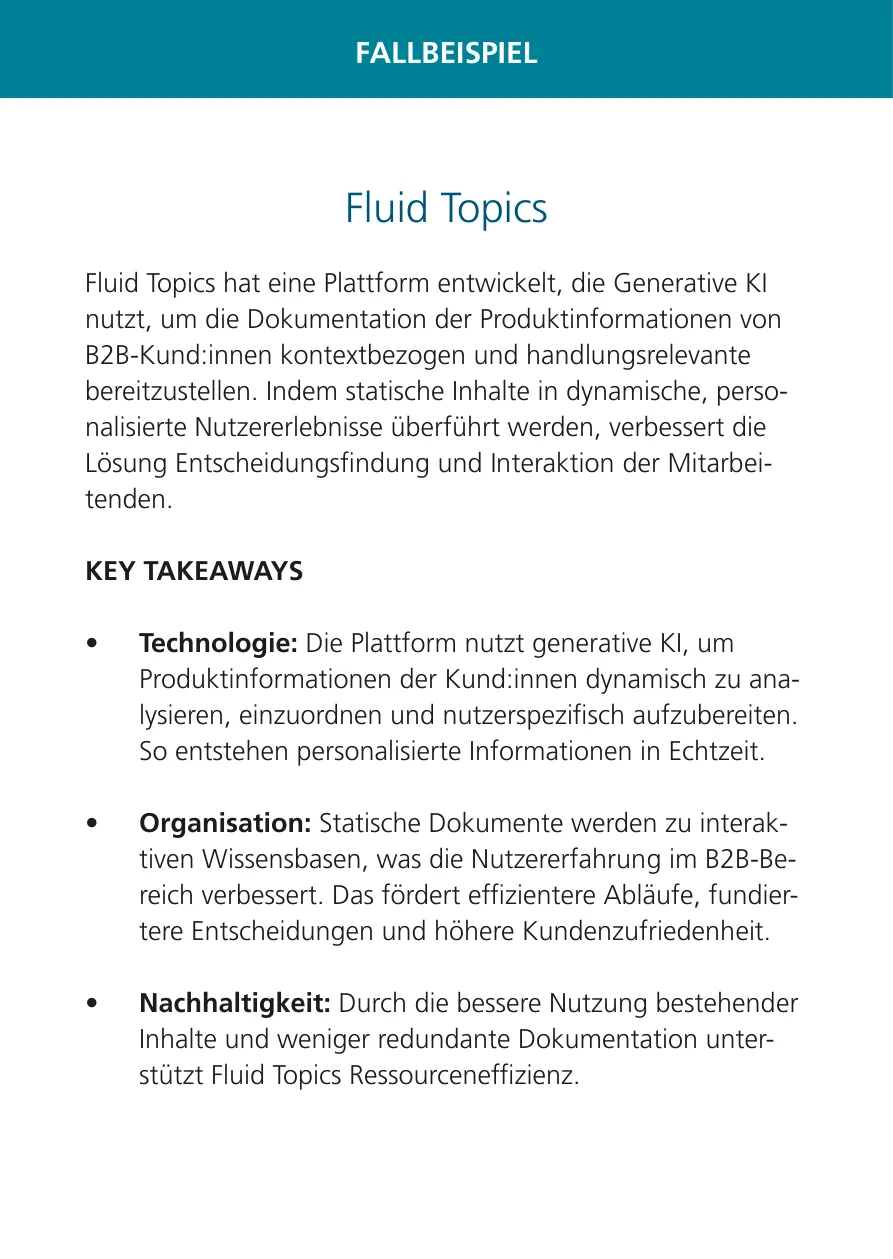 FALLBEISPIEL
Fluid Topics
Fluid Topics hat eine Plattform entwickelt, die Generative KI
nutzt, um die Dokumentation der Produktinformationen von
B2B-Kund:innen kontextbezogen und handlungsrelevante
bereitzustellen. Indem statische Inhalte in dynamische, perso-
nalisierte Nutzererlebnisse überführt werden, verbessert die
Lösung Entscheidungsfindung und Interaktion der Mitarbei-
tenden.
KEY TAKEAWAYS
• Technologie: Die Plattform nutzt generative KI, um
Produktinformationen der Kund:innen dynamisch zu ana-
lysieren, einzuordnen und nutzerspezifisch aufzubereiten.
So entstehen personalisierte Informationen in Echtzeit.
• Organisation: Statische Dokumente werden zu interak-
tiven Wissensbasen, was die Nutzererfahrung im B2B-Be-
reich verbessert. Das fördert effizientere Abläufe, fundier-
tere Entscheidungen und höhere Kundenzufriedenheit.
• Nachhaltigkeit: Durch die bessere Nutzung bestehender
Inhalte und weniger redundante Dokumentation unter-
stützt Fluid Topics Ressourceneffizienz.